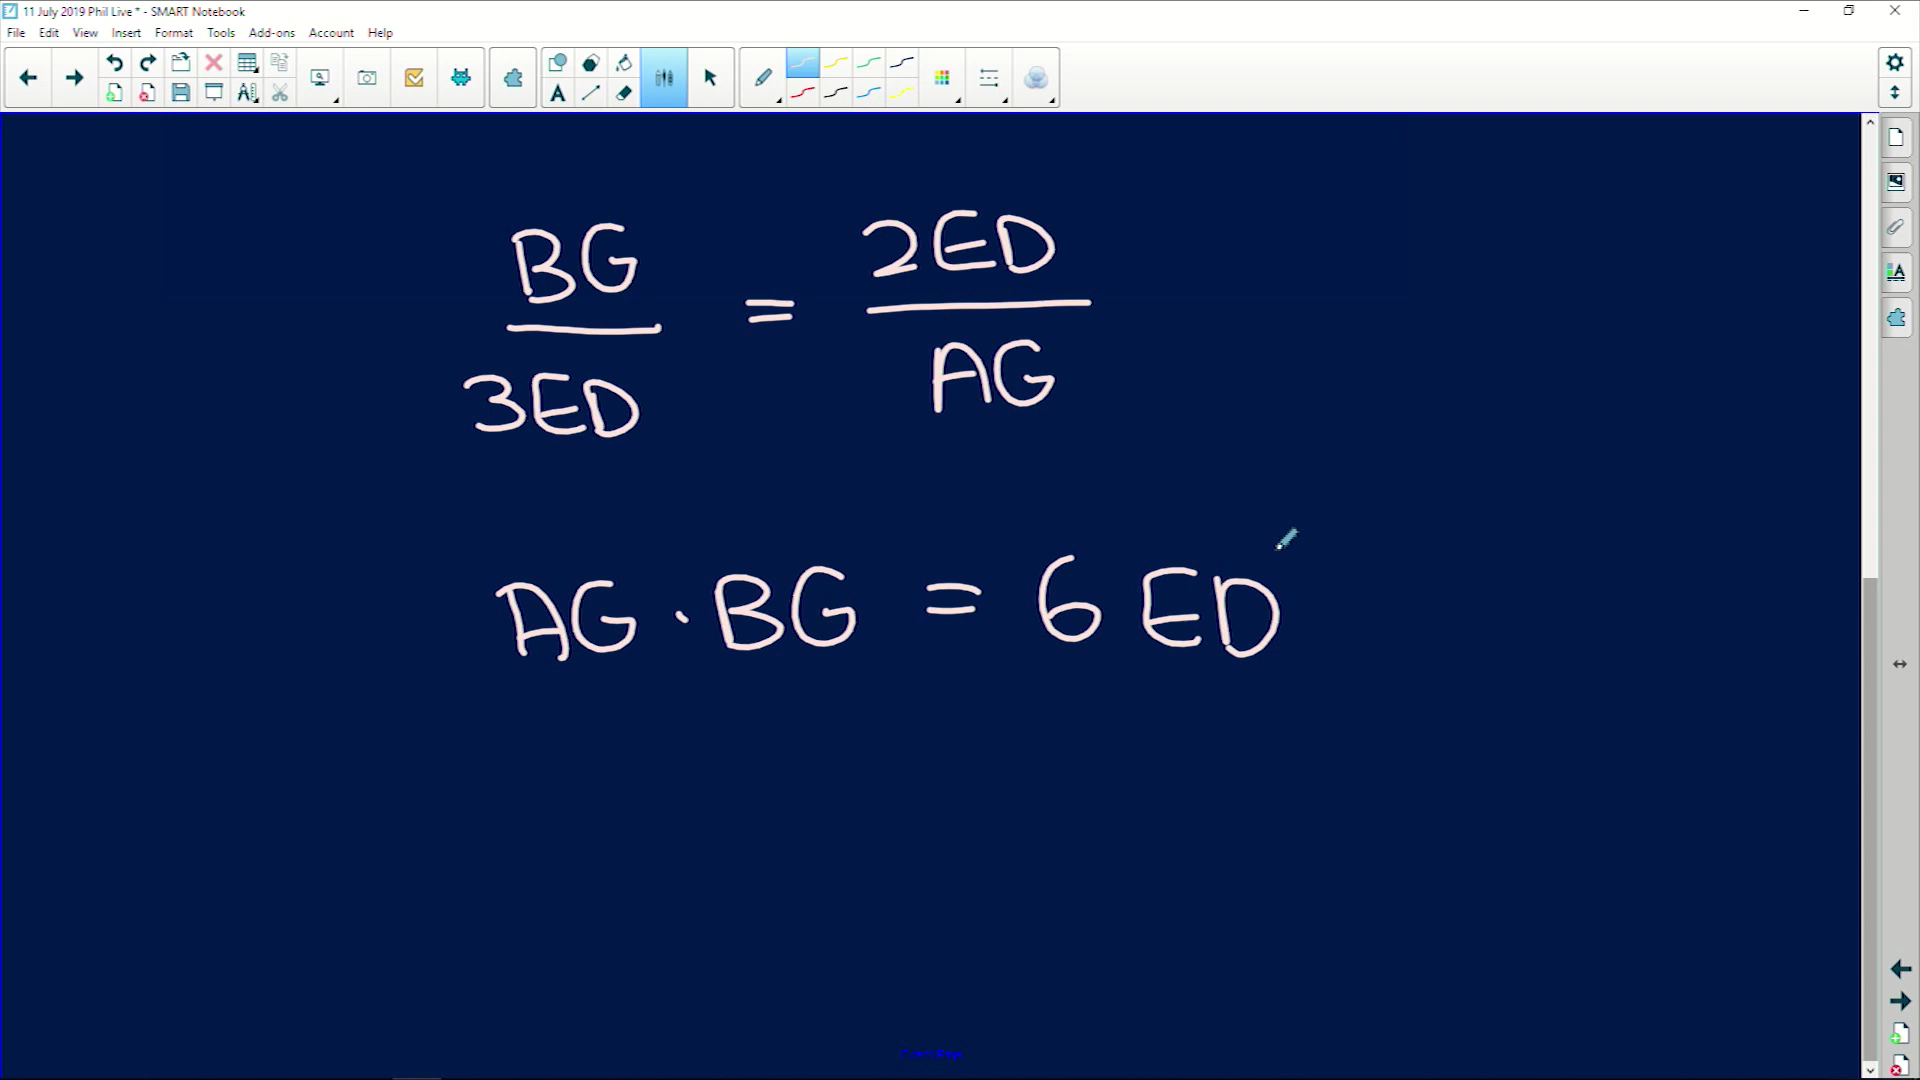 11 July 2019 Phil Live * - SMART Notebook
File Edit View Insert Format Tools Add-ons Account Help
BG = 2ED
3ED AG
AG · BG = 6 ED